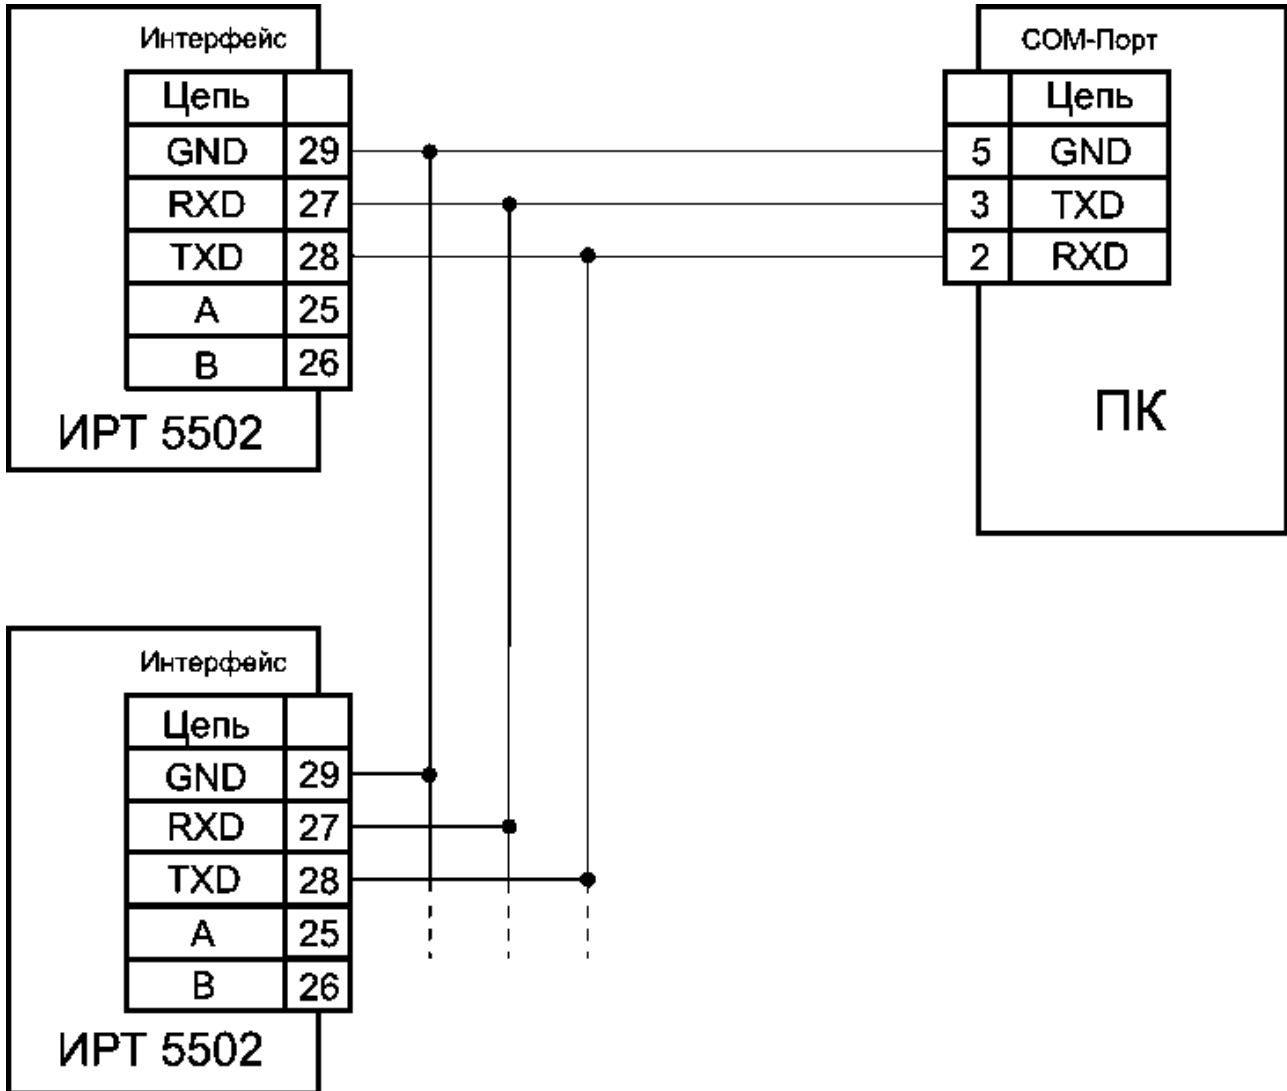 Интерфейс
Цепь
GND 29
RXD 27
TXD 28
A 25
B 26
ИРТ 5502
COM-Порт
Цепь
5 GND
3 TXD
2 RXD
ПК
Интерфейс
Цепь
GND 29
RXD 27
TXD 28
A 25
B 26
ИРТ 5502